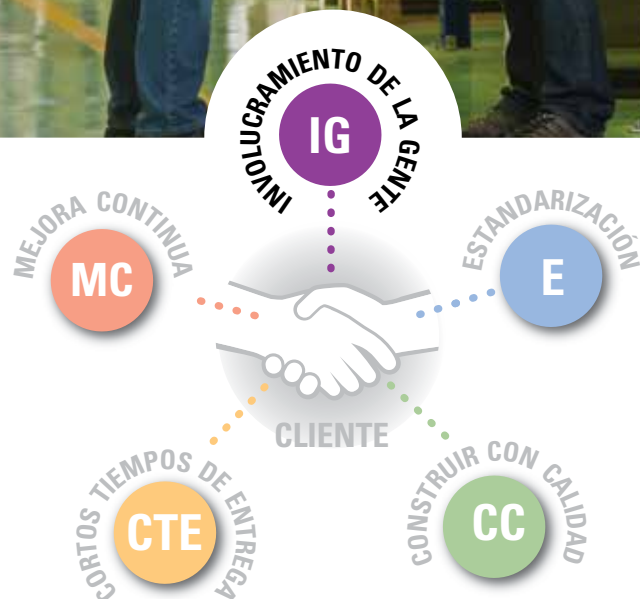 INVOLUCRAMIENTO DE LA GENTE
IG
MEJORA CONTINUA
MC
ESTANDARIZACIÓN
E
CLIENTE
CORTOS TIEMPOS DE ENTREGA
CTE
CONSTRUIR CON CALIDAD
CC